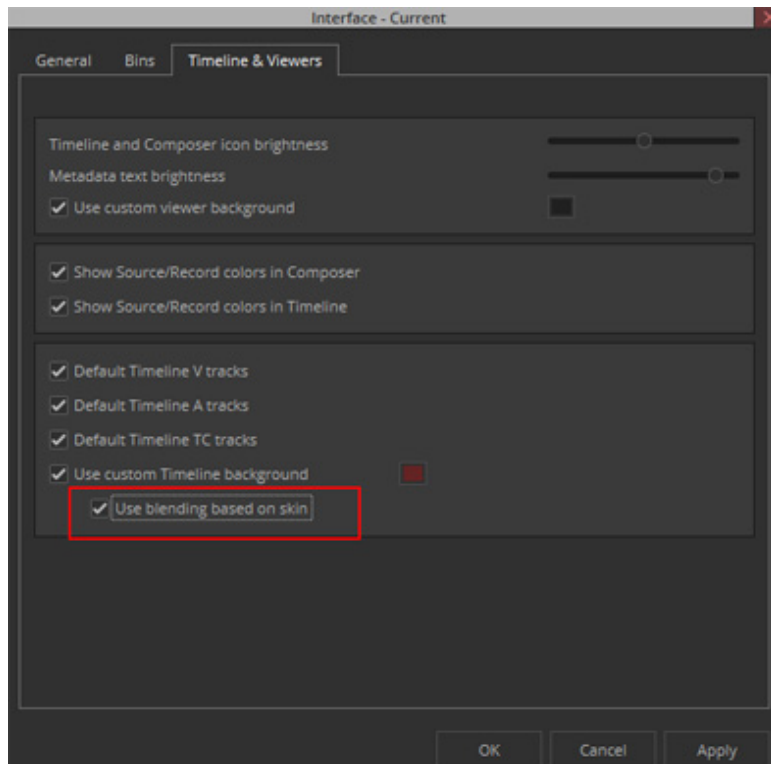 Interface - Current
General Bins Timeline & Viewers
Timeline and Composer icon brightness
Metadata text brightness
Use custom viewer background
Show Source/Record colors in Composer
Show Source/Record colors in Timeline
Default Timeline V tracks
Default Timeline A tracks
Default Timeline TC tracks
Use custom Timeline background
Use blending based on skin
OK Cancel Apply